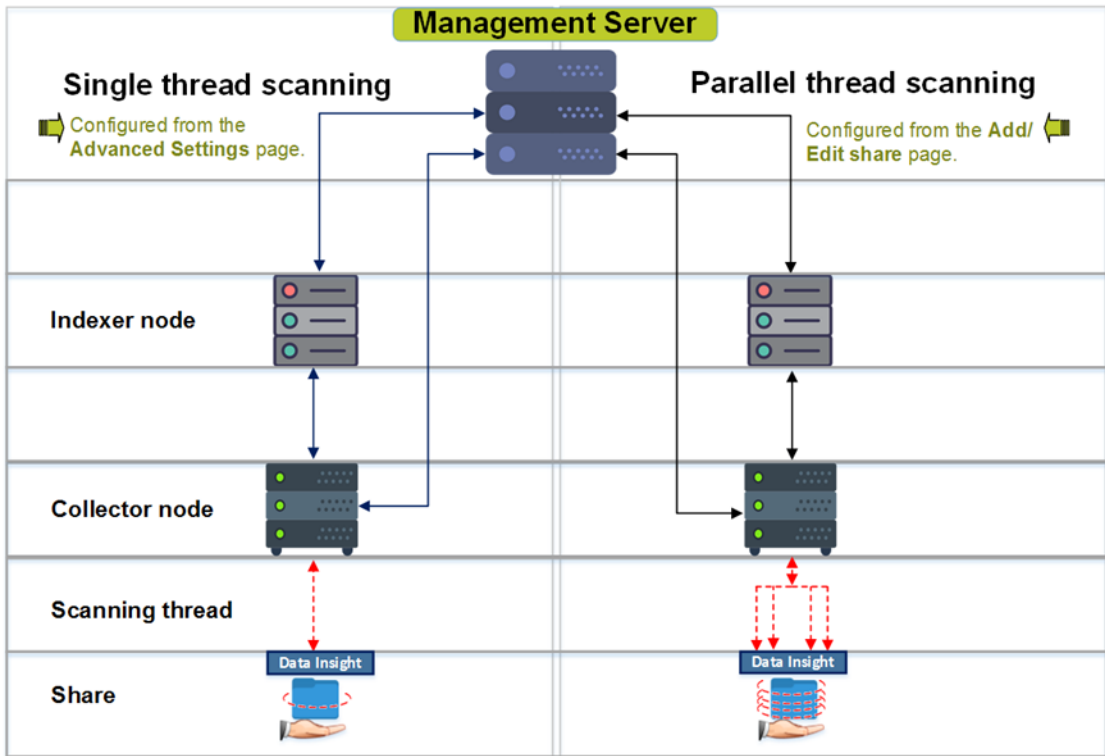 Management Server
Single thread scanning
Configured from the
Advanced Settings page.
Parallel thread scanning
Configured from the Add/
Edit share page.
Indexer node
Collector node
Scanning thread
Data Insight
Data Insight
Share